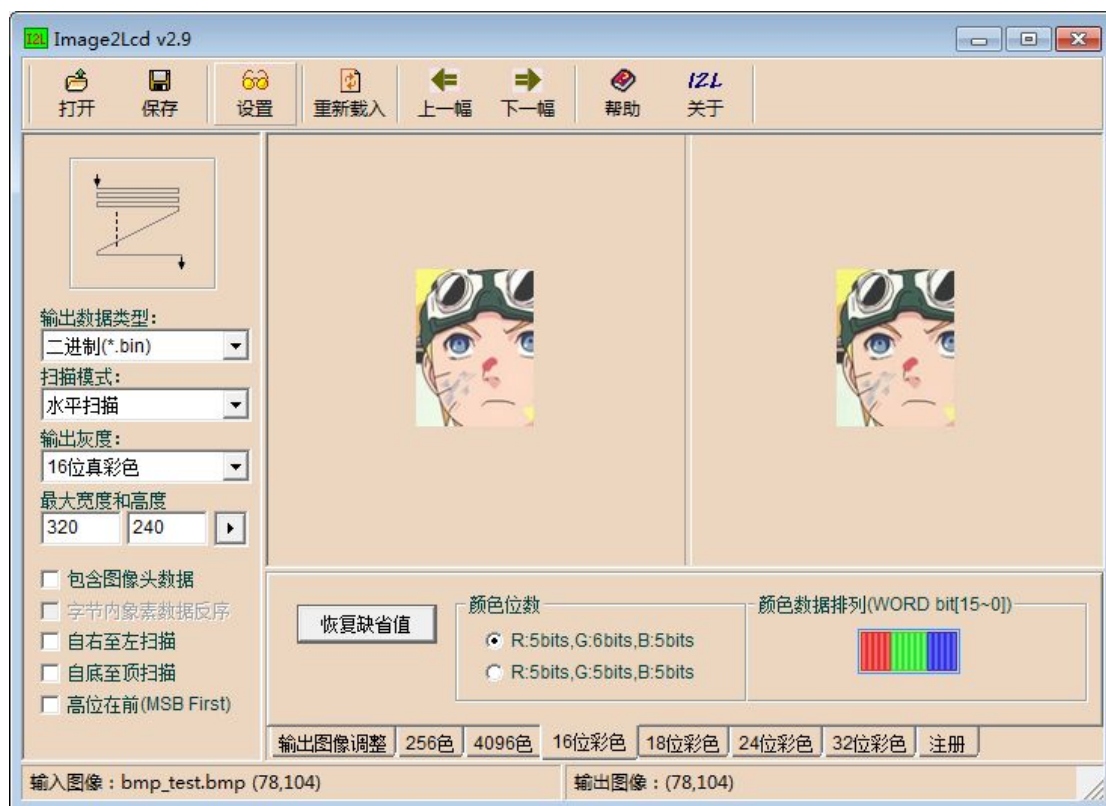 I2L Image2Lcd v2.9
打开 保存 设置 重新载入 上一幅 下一幅 帮助 I2L 关于
输出数据类型:
二进制(*.bin)
扫描模式:
水平扫描
输出灰度:
16位真彩色
最大宽度和高度
320 240
包含图像头数据
字节内象素数据反序
自右至左扫描
自底至顶扫描
高位在前(MSB First)
恢复缺省值
颜色位数
R:5bits,G:6bits,B:5bits
R:5bits,G:5bits,B:5bits
颜色数据排列(WORD bit[15~0])
输出图像调整 256色 4096色 16位彩色 18位彩色 24位彩色 32位彩色 注册
输入图像：bmp_test.bmp (78,104)
输出图像：(78,104)